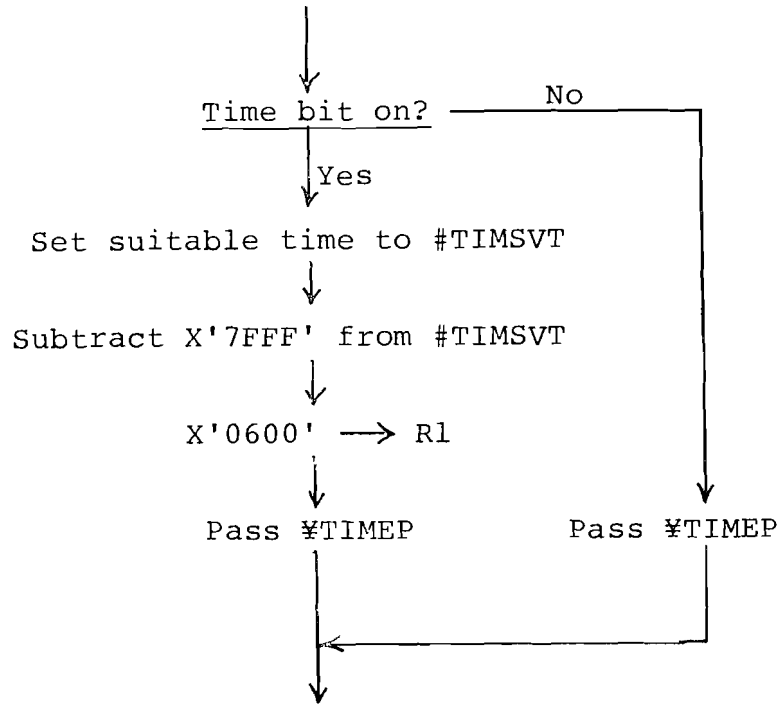 Time bit on?
No
Yes
Set suitable time to #TIMSVT
Subtract X'7FFF' from #TIMSVT
X'0600' → R1
Pass ¥TIMEP
Pass ¥TIMEP